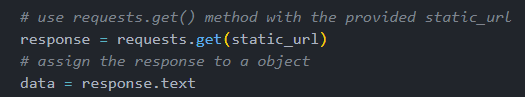 # use requests.get() method with the provided static_url
response = requests.get(static_url)
# assign the response to a object
data = response.text